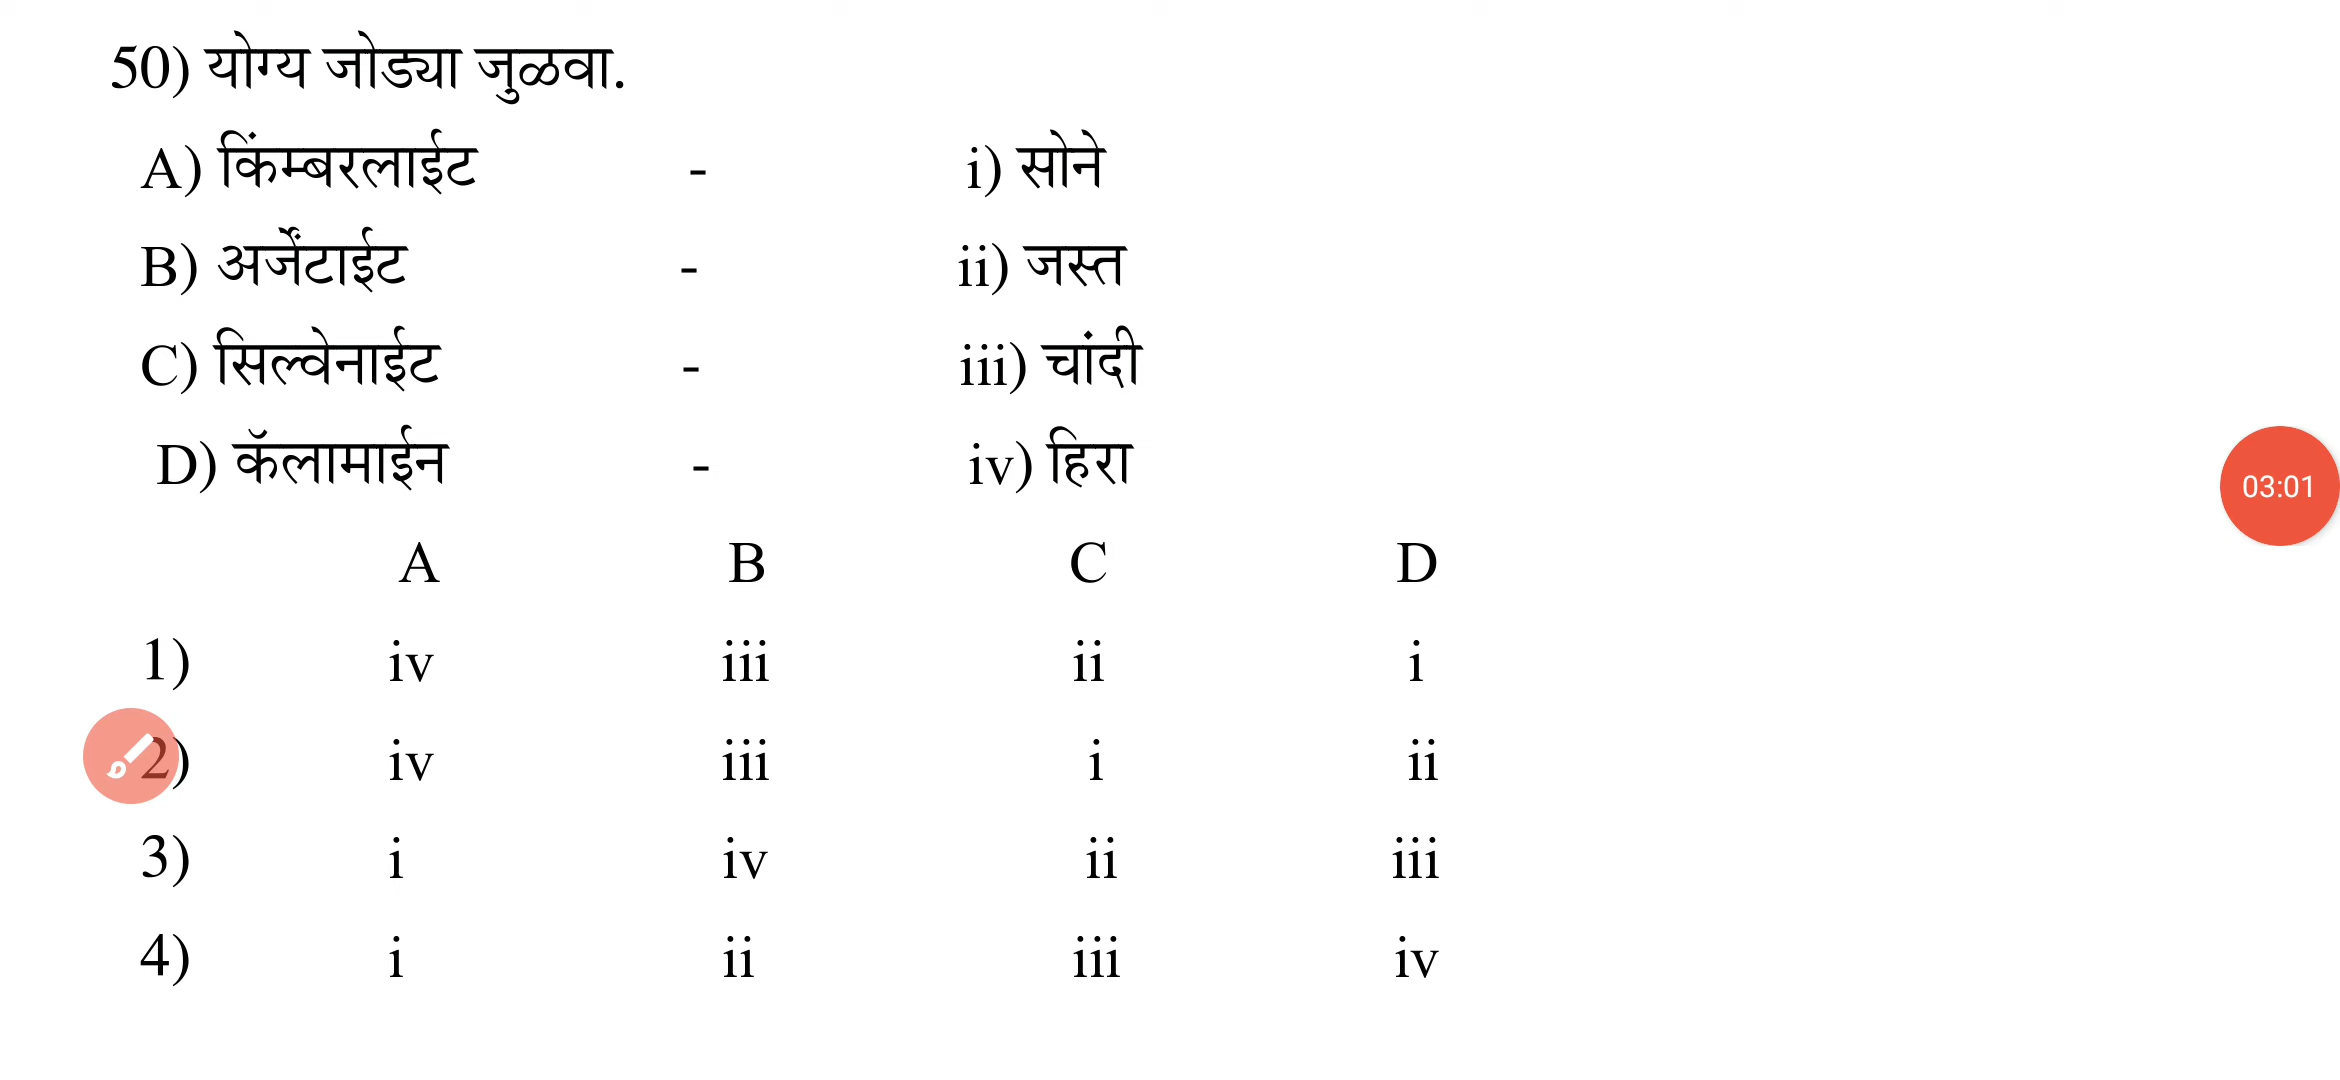 50) योग्य जोड्या जुळवा.
A) किंम्बरलाईट - i) सोने
B) अर्जेंटाईट - ii) जस्त
C) सिल्वेनाईट - iii) चांदी
D) कॅलामाईन - iv) हिरा
A B C D
1) iv iii ii i
2) iv iii i ii
3) i iv ii iii
4) i ii iii iv
03:01